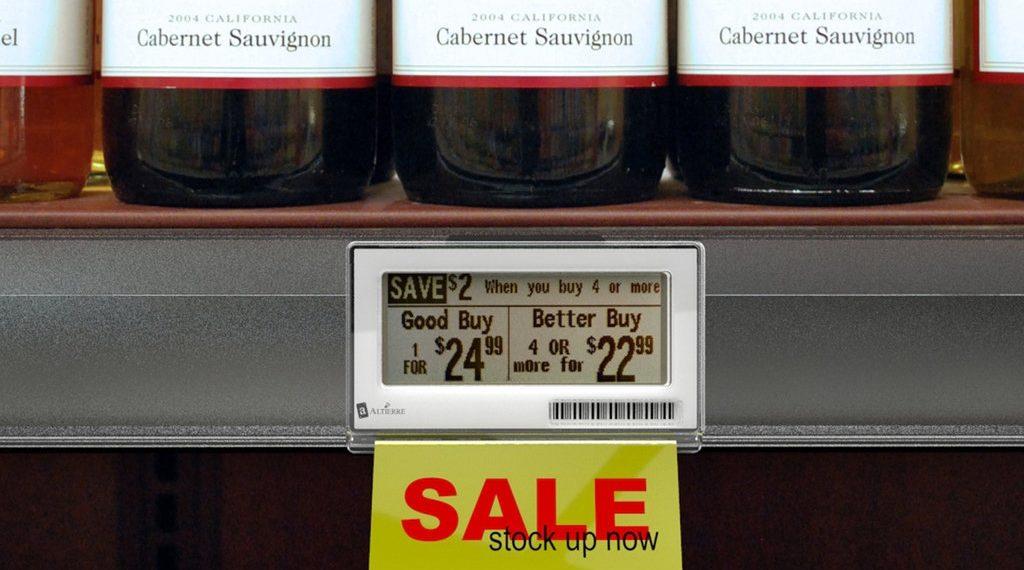 el
2004 CALIFORNIA
Cabernet Sauvignon
2004 CALIFORNIA
Cabernet Sauvignon
2004 CALIFORNIA
Cabernet Sauvignon
SAVE $2 When you buy 4 or more
Good Buy
1 FOR $24.99
Better Buy
4 OR more for $22.99
a ALTIERRE
SALE
stock up now